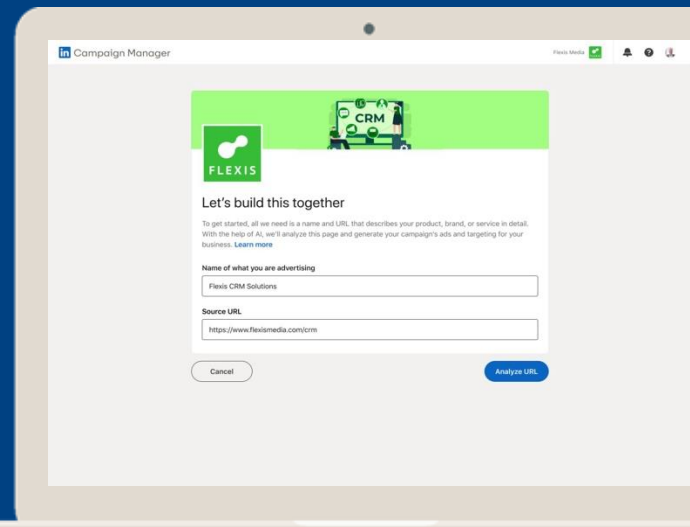 in Campaign Manager
Flexis Media
CRM
FLEXIS
Let's build this together
To get started, all we need is a name and URL that describes your product, brand, or service in detail.
With the help of AI, we'll analyze this page and generate your campaign's ads and targeting for your
business. Learn more
Name of what you are advertising
Flexis CRM Solutions
Source URL
https://www.flexismedia.com/crm
Cancel
Analyze URL